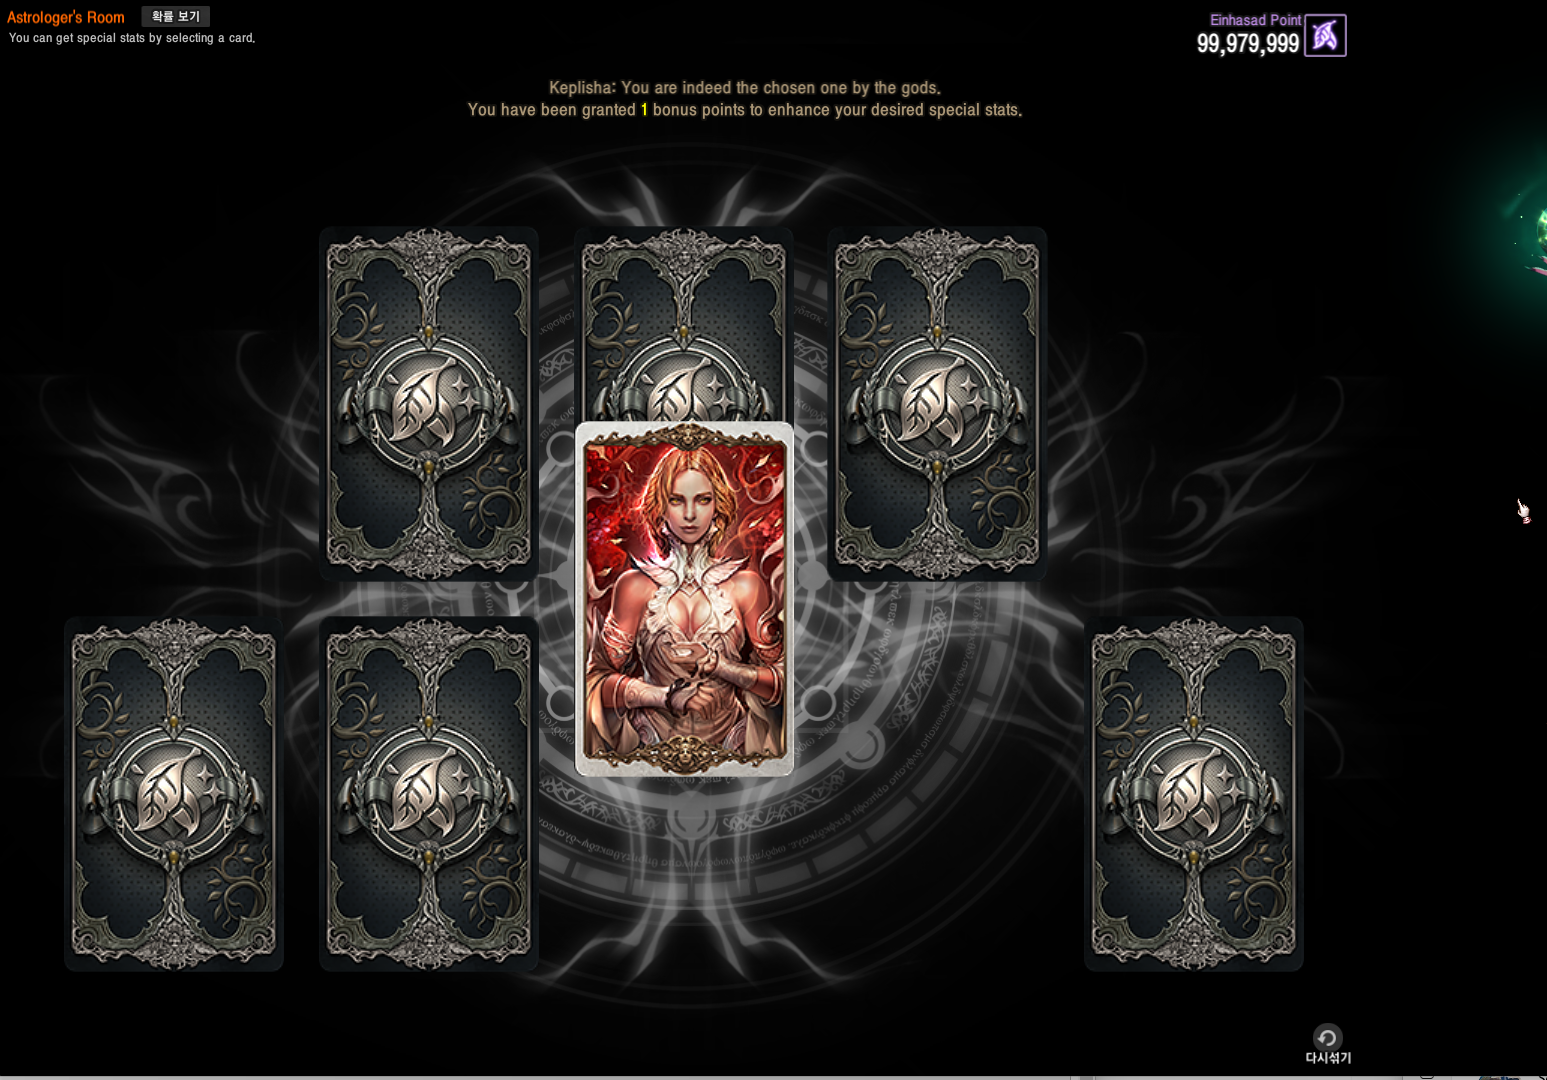 Astrologer's Room 확률 보기
You can get special stats by selecting a card.
Einhasad Point
99,979,999
Keplisha: You are indeed the chosen one by the gods.
You have been granted 1 bonus points to enhance your desired special stats.
다시섞기